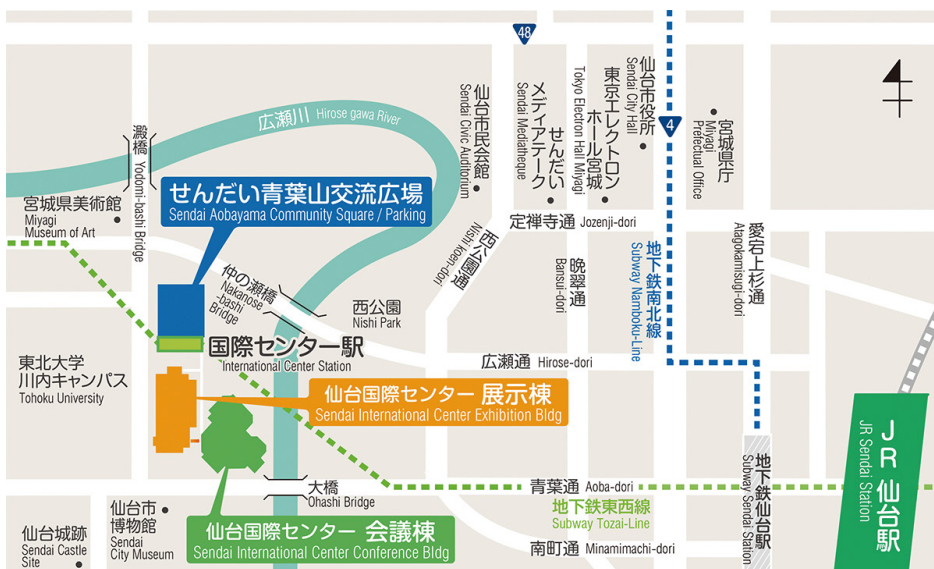 48
4
広瀬川 Hirose gawa River
澱橋 Yodomi-bashi Bridge
仙台市民会館
Sendai Civic Auditorium
せんだい
メディアテーク
Sendai Mediatheque
東京エレクトロン
ホール宮城
Tokyo Electron Hall Miyagi
仙台市役所
Sendai City Hall
宮城県庁
Miyagi
Prefectual Office
せんだい青葉山交流広場
Sendai Aobayama Community Square / Parking
宮城県美術館
Miyagi
Museum of Art
定禅寺通 Jozenji-dori
西公園通
Nishi Koen-dori
晩翠通
Bansui-dori
地下鉄南北線
Subway Namboku-Line
愛宕上杉通
Atagokamisugi-dori
仲の瀬橋
Nakanose
-bashi
Bridge
西公園
Nishi Park
国際センター駅
International Center Station
広瀬通 Hirose-dori
東北大学
川内キャンパス
Tohoku University
仙台国際センター 展示棟
Sendai International Center Exhibition Bldg
JR 仙台駅
JR Sendai Station
地下鉄仙台駅
Subway Sendai Station
大橋
Ohashi Bridge
青葉通 Aoba-dori
地下鉄東西線
Subway Tozai-Line
仙台城跡
Sendai Castle
Site
仙台市
博物館
Sendai
City Museum
仙台国際センター 会議棟
Sendai International Center Conference Bldg
南町通 Minamimachi-dori